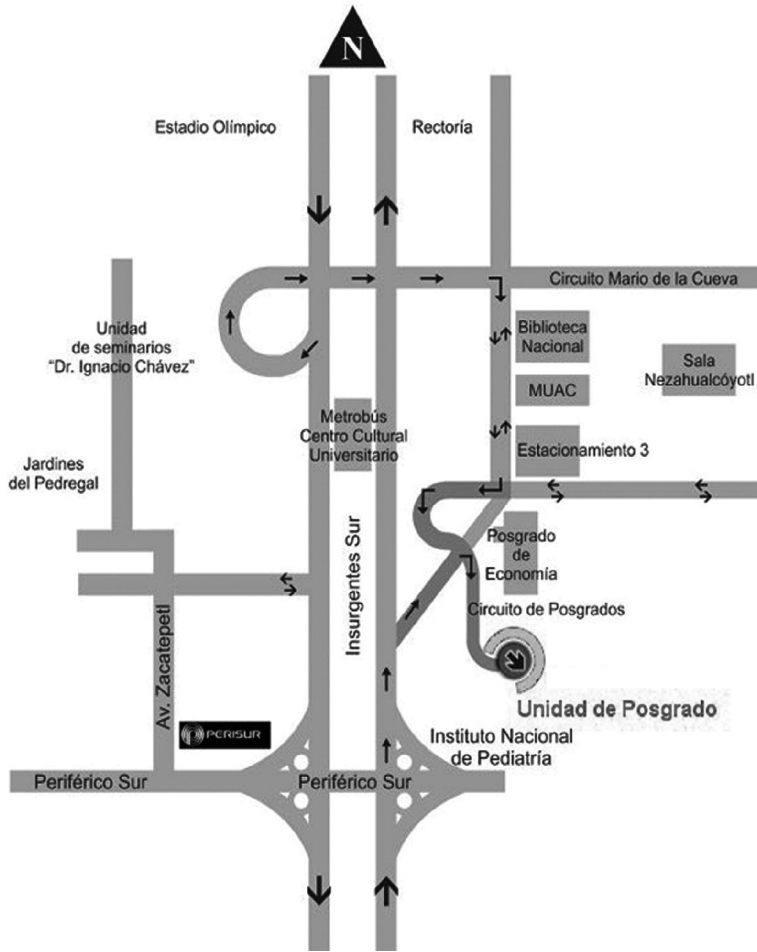 N
Estadio Olímpico
Rectoría
Circuito Mario de la Cueva
Unidad
de seminarios
“Dr. Ignacio Chávez”
Biblioteca
Nacional
Sala
Nezahualcóyotl
MUAC
Metrobús
Centro Cultural
Universitario
Estacionamiento 3
Jardines
del Pedregal
Insurgentes Sur
Posgrado
de
Economía
Circuito de Posgrados
Av. Zacatepetl
Unidad de Posgrado
PERISUR
Instituto Nacional
de Pediatría
Periférico Sur
Periférico Sur